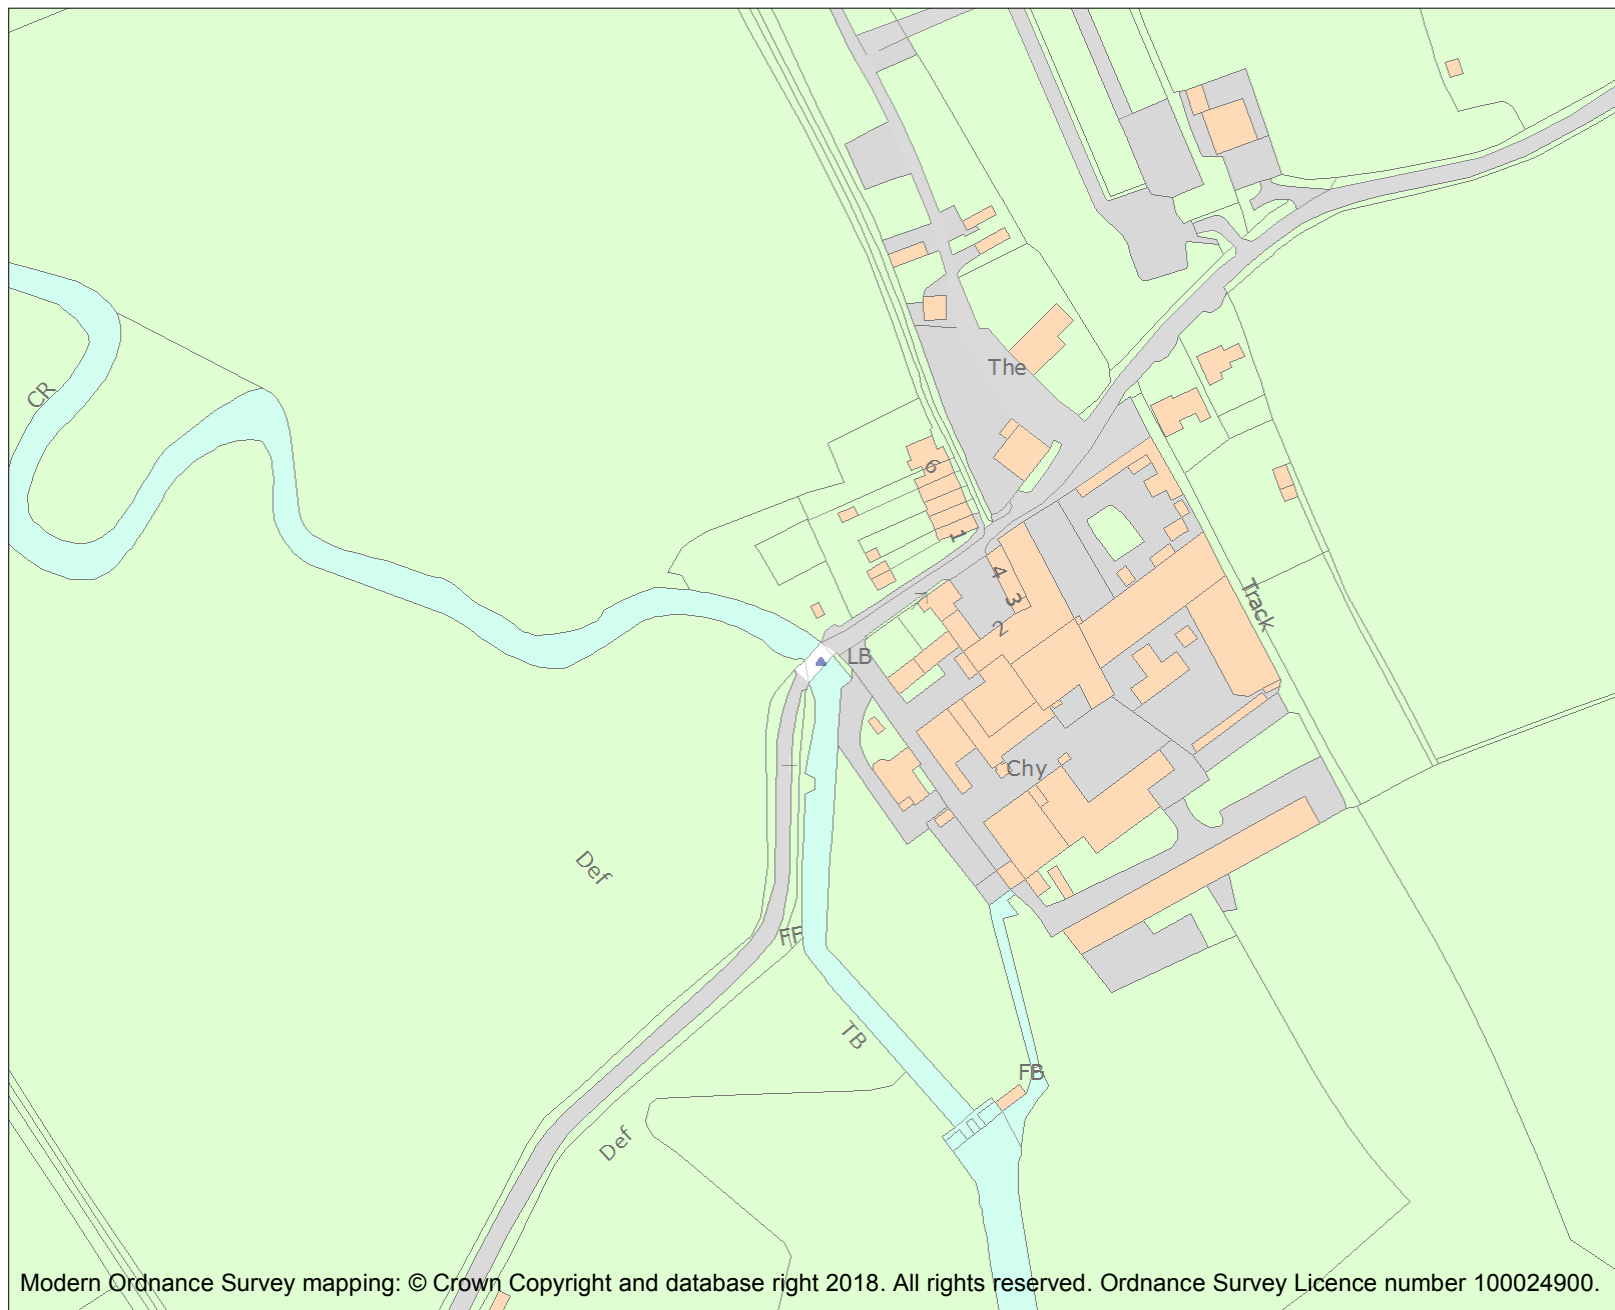 CR
The
6
1
4
3
2
Track
LB
Chy
Def
FF
TB
FB
Def
Modern Ordnance Survey mapping: © Crown Copyright and database right 2018. All rights reserved. Ordnance Survey Licence number 100024900.